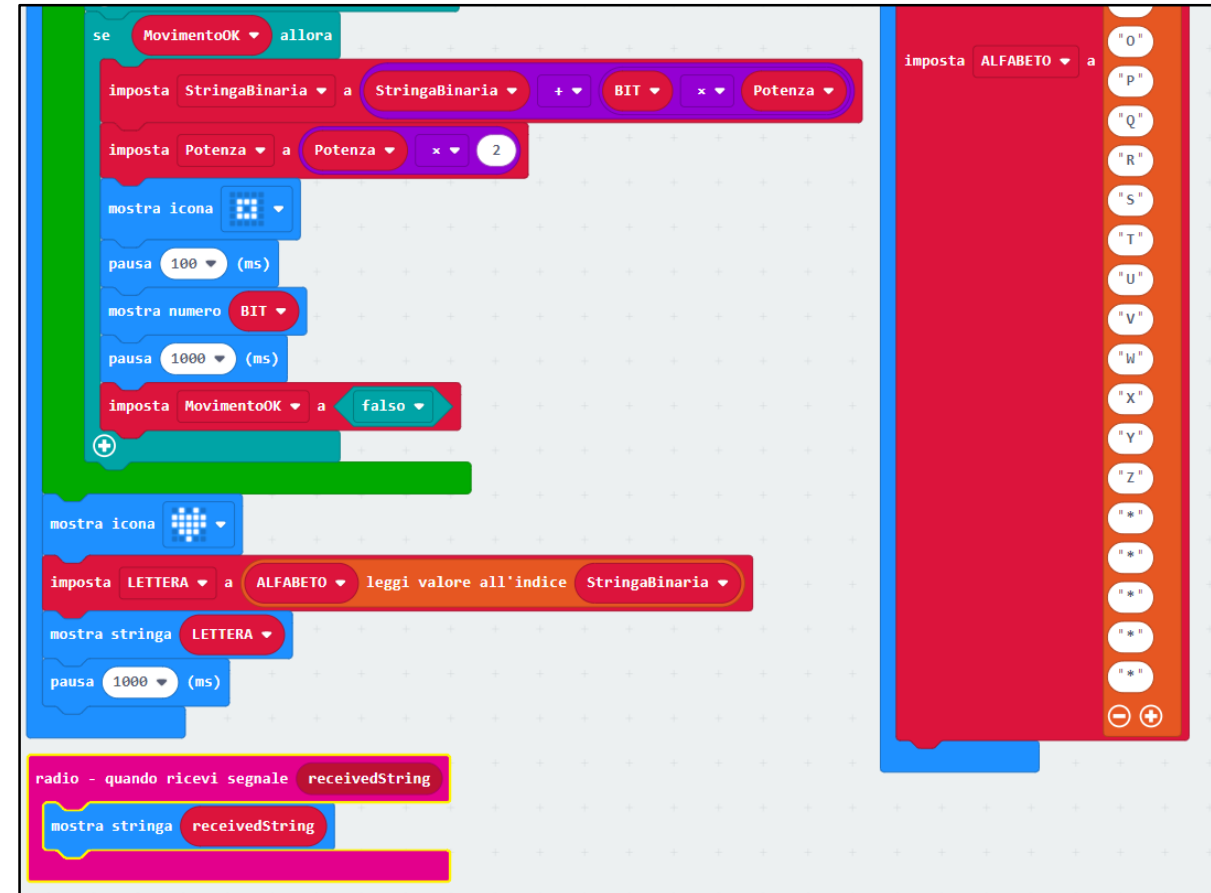 se MovimentoOK allora
imposta StringaBinaria a StringaBinaria + BIT × Potenza
imposta Potenza a Potenza × 2
mostra icona
pausa 100 (ms)
mostra numero BIT
pausa 1000 (ms)
imposta MovimentoOK a falso
mostra icona
imposta LETTERA a ALFABETO leggi valore all'indice StringaBinaria
mostra stringa LETTERA
pausa 1000 (ms)
radio - quando ricevi segnale receivedString
mostra stringa receivedString
imposta ALFABETO a
"O"
"P"
"Q"
"R"
"S"
"T"
"U"
"V"
"W"
"X"
"Y"
"Z"
"*"
"*"
"*"
"*"
"*"